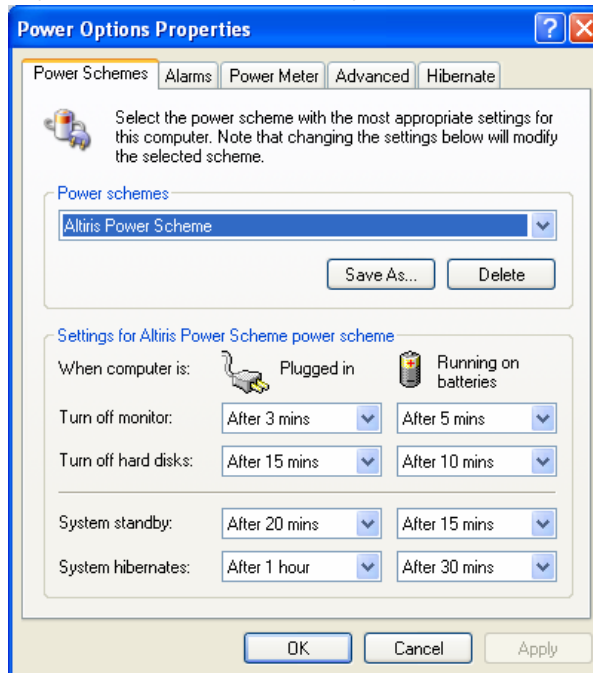 Power Options Properties
Power Schemes Alarms Power Meter Advanced Hibernate
Select the power scheme with the most appropriate settings for
this computer. Note that changing the settings below will modify
the selected scheme.
Power schemes
Altiris Power Scheme
Save As... Delete
Settings for Altiris Power Scheme power scheme
When computer is: Plugged in Running on
batteries
Turn off monitor: After 3 mins After 5 mins
Turn off hard disks: After 15 mins After 10 mins
System standby: After 20 mins After 15 mins
System hibernates: After 1 hour After 30 mins
OK Cancel Apply